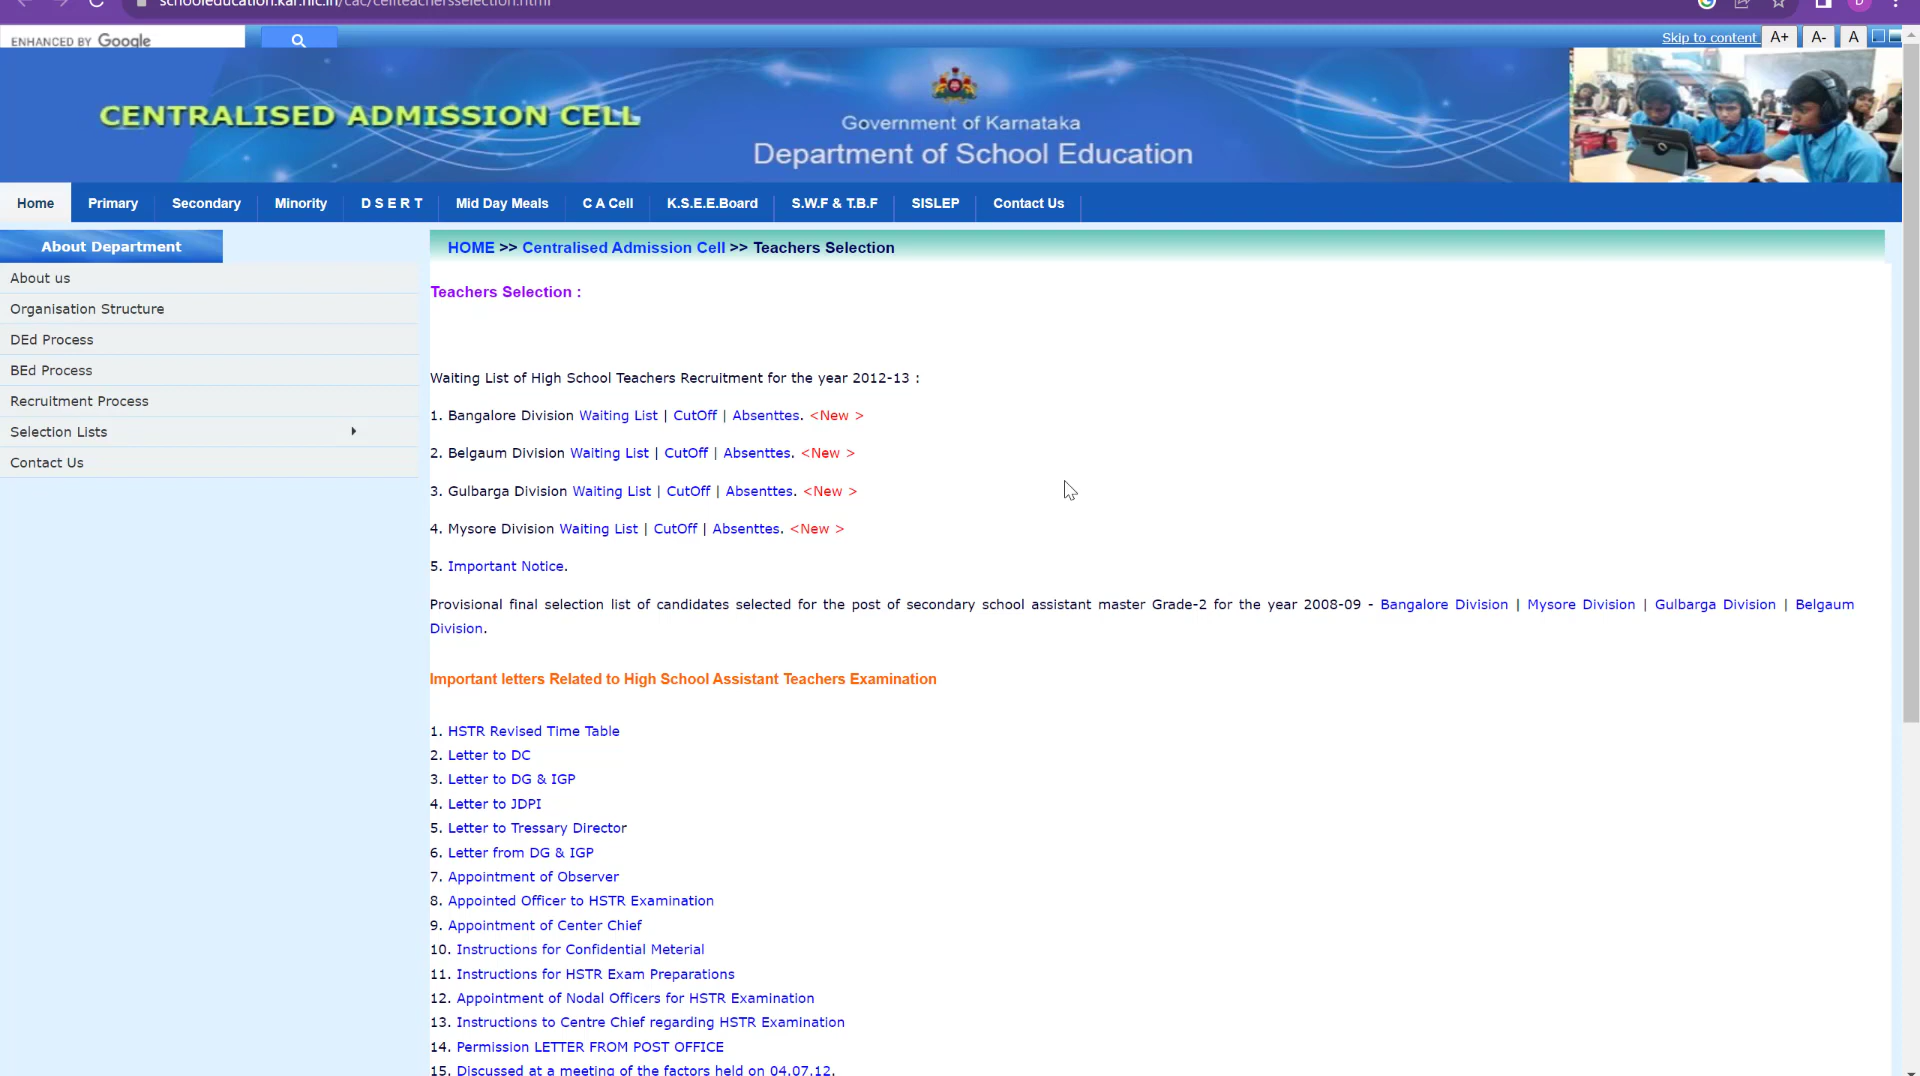 schooleducation.kar.nic.in/cac/cellteachersselection.html
ENHANCED BY Google
Skip to content A+ A- A
CENTRALISED ADMISSION CELL
Government of Karnataka
Department of School Education
Home Primary Secondary Minority D S E R T Mid Day Meals C A Cell K.S.E.E.Board S.W.F & T.B.F SISLEP Contact Us
About Department
About us
Organisation Structure
DEd Process
BEd Process
Recruitment Process
Selection Lists
Contact Us
HOME >> Centralised Admission Cell >> Teachers Selection
Teachers Selection :
Waiting List of High School Teachers Recruitment for the year 2012-13 :
1. Bangalore Division Waiting List | CutOff | Absenttes. <New >
2. Belgaum Division Waiting List | CutOff | Absenttes. <New >
3. Gulbarga Division Waiting List | CutOff | Absenttes. <New >
4. Mysore Division Waiting List | CutOff | Absenttes. <New >
5. Important Notice.
Provisional final selection list of candidates selected for the post of secondary school assistant master Grade-2 for the year 2008-09 - Bangalore Division | Mysore Division | Gulbarga Division | Belgaum
Division.
Important letters Related to High School Assistant Teachers Examination
1. HSTR Revised Time Table
2. Letter to DC
3. Letter to DG & IGP
4. Letter to JDPI
5. Letter to Tressary Director
6. Letter from DG & IGP
7. Appointment of Observer
8. Appointed Officer to HSTR Examination
9. Appointment of Center Chief
10. Instructions for Confidential Meterial
11. Instructions for HSTR Exam Preparations
12. Appointment of Nodal Officers for HSTR Examination
13. Instructions to Centre Chief regarding HSTR Examination
14. Permission LETTER FROM POST OFFICE
15. Discussed at a meeting of the factors held on 04.07.12.